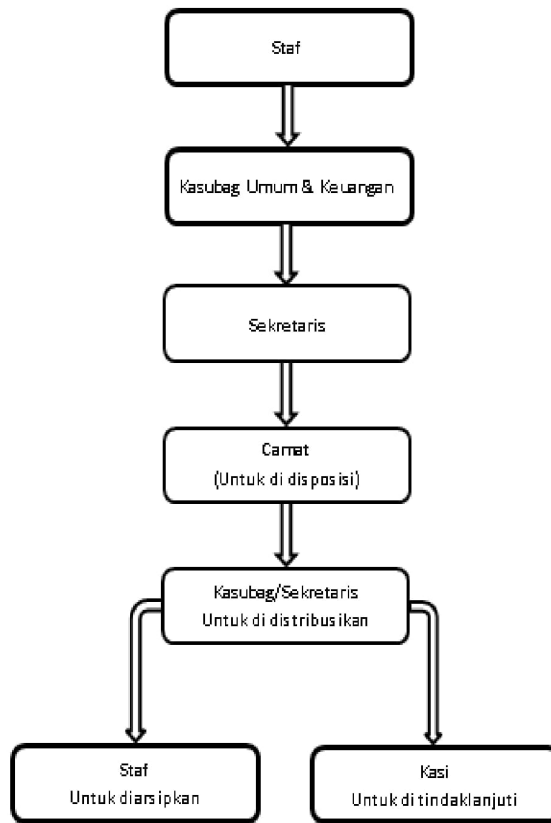 Staf
Kasubag Umum & Keuangan
Sekretaris
Camat
(Untuk di disposisi)
Kasubag/Sekretaris
Untuk di distribusikan
Staf
Untuk diarsipkan
Kasi
Untuk di tindaklanjuti